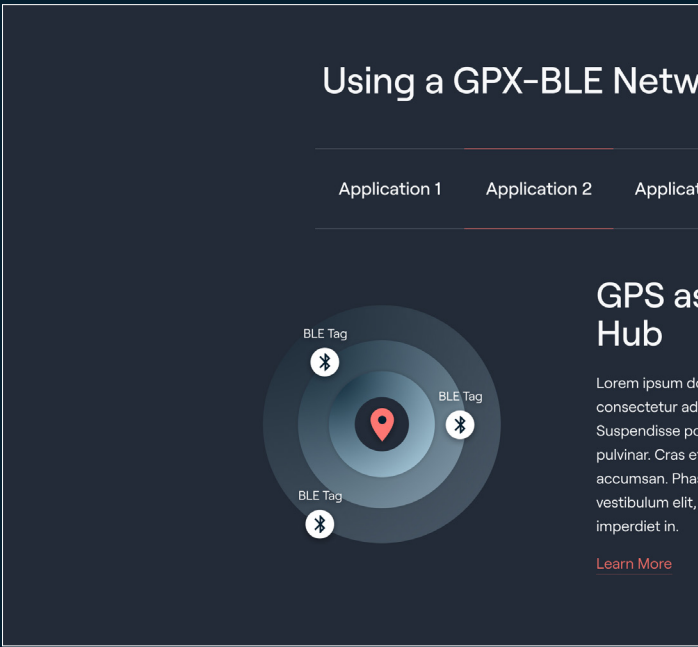 Using a GPX-BLE Netw
Application 1
Application 2
Applicat
GPS as
Hub
BLE Tag
BLE Tag
BLE Tag
Lorem ipsum do
consectetur ad
Suspendisse po
pulvinar. Cras e
accumsan. Pha
vestibulum elit,
imperdiet in.
Learn More